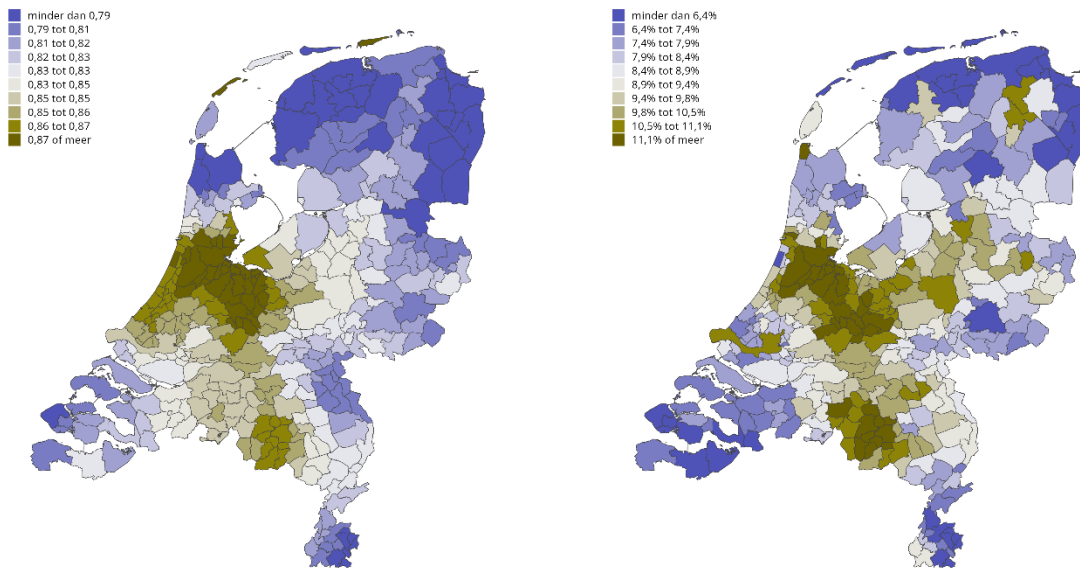 minder dan 0,79
0,79 tot 0,81
0,81 tot 0,82
0,82 tot 0,83
0,83 tot 0,83
0,83 tot 0,85
0,85 tot 0,85
0,85 tot 0,86
0,86 tot 0,87
0,87 of meer
minder dan 6,4%
6,4% tot 7,4%
7,4% tot 7,9%
7,9% tot 8,4%
8,4% tot 8,9%
8,9% tot 9,4%
9,4% tot 9,8%
9,8% tot 10,5%
10,5% tot 11,1%
11,1% of meer